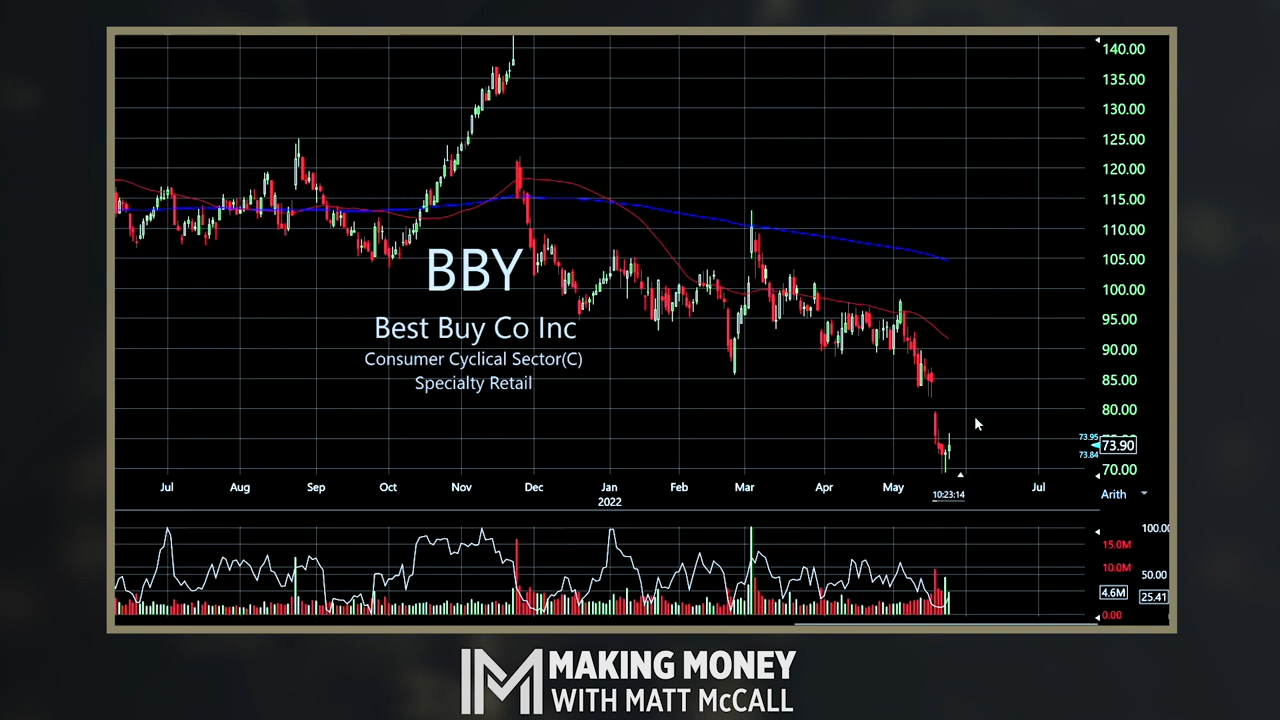 140.00
135.00
130.00
125.00
120.00
115.00
110.00
105.00
100.00
95.00
90.00
85.00
80.00
73.95
73.90
73.84
70.00
BBY
Best Buy Co Inc
Consumer Cyclical Sector(C)
Specialty Retail
Jul Aug Sep Oct Nov Dec Jan Feb Mar Apr May Jul
2022
10:23:14
Arith
100.00
15.0M
10.0M
50.00
4.6M
25.41
0.00
MAKING MONEY
WITH MATT McCALL